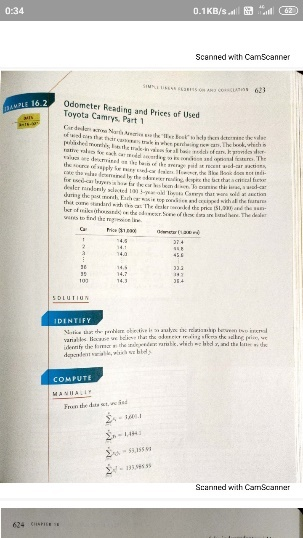 0:34
0.1KB/s
62
Scanned with CamScanner
SIMPLE LINEAR REGRESSION AND CORRELATION 623
EXAMPLE 16.2
DATA
Odometer Reading and Prices of Used
Toyota Camrys, Part 1
Car dealers across North America use the "Blue Book" to help them determine the value
of used cars that their customers trade in when purchasing new cars. The book, which is
published monthly, lists the trade-in values for all basic models of cars. It provides alter-
native values for each car model according to its condition and optional features. The
values are determined on the basis of the average paid at recent used-car auctions,
the source of supply for many used-car dealers. However, the Blue Book does not indi-
cate the value determined by the odometer reading, despite the fact that a critical factor
for used-car buyers is how far the car has been driven. To examine this issue, a used-car
dealer randomly selected 100 3-year-old Toyota Camrys that were sold at auction
during the past month. Each car was in top condition and equipped with all the features
that come standard with this car. The dealer recorded the price ($1,000) and the num-
ber of miles (thousands) on the odometer. Some of these data are listed here. The dealer
wants to find the regression line.
Car Price ($1,000) Odometer (1,000 mi)
1 14.6 37.4
2 14.1 44.8
3 14.0 45.8
98 14.5 33.2
99 14.7 39.2
100 14.3 36.4
SOLUTION
IDENTIFY
Notice that the problem objective is to analyze the relationship between two interval
variables. Because we believe that the odometer reading affects the selling price, we
identify the former as the independent variable, which we label x, and the latter as the
dependent variable, which we label y.
COMPUTE
MANUALLY
From the data set, we find
= 3,601.1
= 1,484.1
= 53,155.93
= 133,986.59
Scanned with CamScanner
624 CHAPTER 16